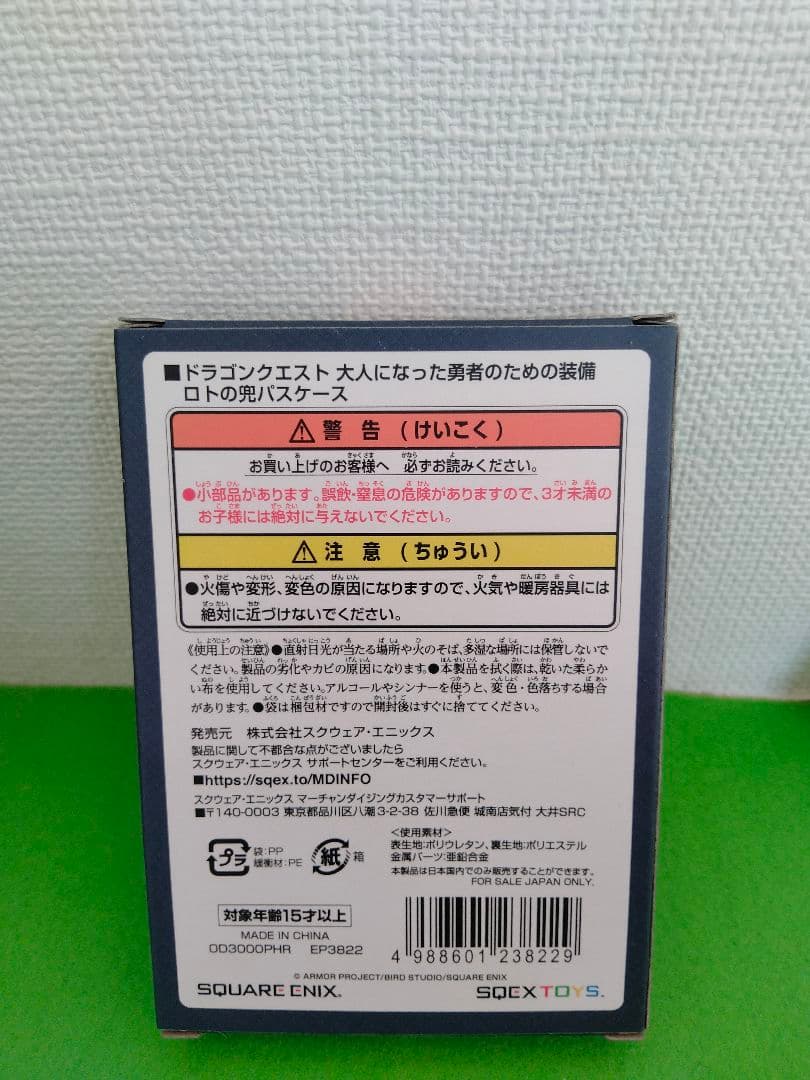 ■ドラゴンクエスト 大人になった勇者のための装備
ロトの兜パスケース
警告 (けいこく)
お買い上げのお客様へ 必ずお読みください。
●小部品があります。誤飲・窒息の危険がありますので、3才未満の
お子様には絶対に与えないでください。
注意 (ちゅうい)
●火傷や変形、変色の原因になりますので、火気や暖房器具には
絶対に近づけないでください。
《使用上の注意》●直射日光が当たる場所や火のそば、多湿な場所には保管しないで
ください。製品の劣化やカビの原因になります。●本製品を拭く際は、乾いた柔らか
い布を使用してください。アルコールやシンナーを使うと、変色・色落ちする場合
があります。●袋は梱包材ですので開封後はすぐに捨ててください。
発売元 株式会社スクウェア・エニックス
製品に関して不都合な点がございましたら
スクウェア・エニックス サポートセンターをご利用ください。
■https://sqex.to/MDINFO
スクウェア・エニックス マーチャンダイジングカスタマーサポート
■〒140-0003 東京都品川区八潮3-2-38 佐川急便 城南店気付 大井SRC
プラ 袋:PP
緩衝材:PE
紙 箱
<使用素材>
表生地:ポリウレタン、裏生地:ポリエステル
金属パーツ:亜鉛合金
本製品は日本国内でのみ販売することができます。
FOR SALE JAPAN ONLY.
対象年齢15才以上
MADE IN CHINA
OD3000PHR EP3822
4 988601 238229
© ARMOR PROJECT/BIRD STUDIO/SQUARE ENIX
SQUARE ENIX.
SQEX TOYS.